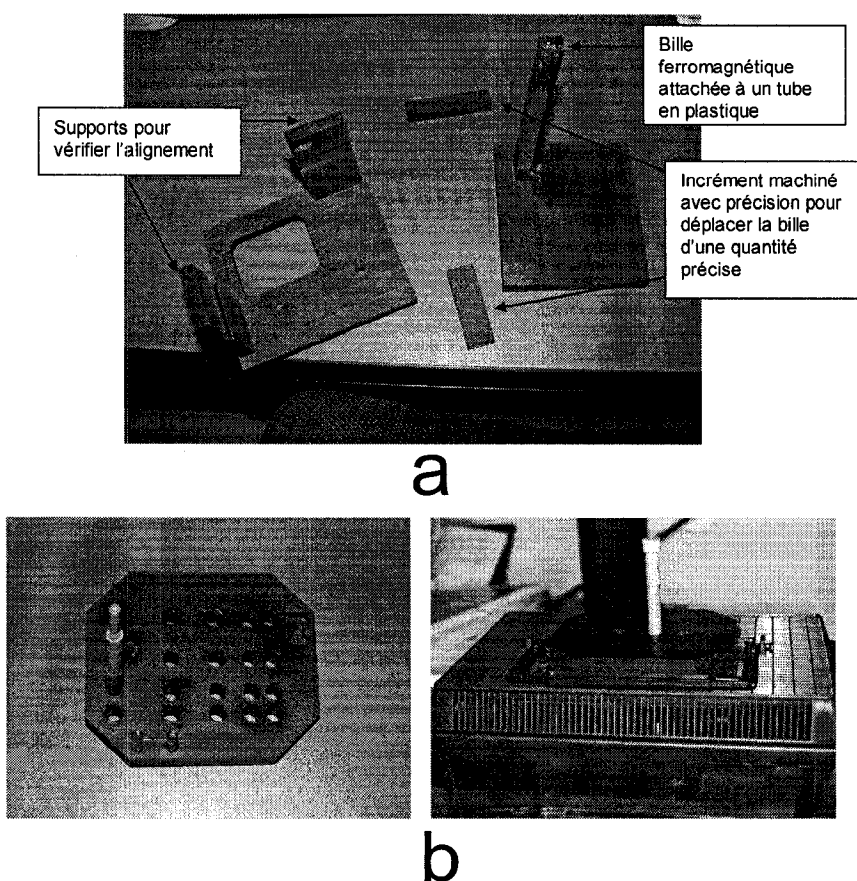 Bille
ferromagnétique
attachée à un tube
en plastique
Supports pour
vérifier l'alignement
Incrément machiné
avec précision pour
déplacer la bille
d'une quantité
précise
a
b